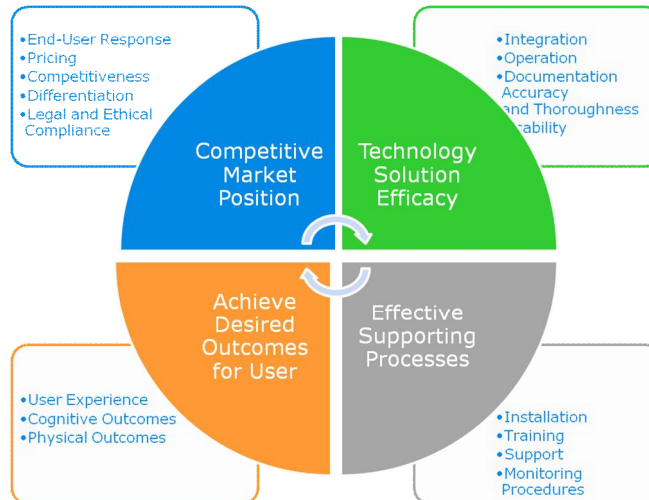 •End-User Response
•Pricing
•Competitiveness
•Differentiation
•Legal and Ethical
Compliance
•Integration
•Operation
•Documentation
Accuracy
and Thoroughness
Competitive
Market
Position
Technology
Solution
Efficacy
Achieve
Desired
Outcomes
for User
Effective
Supporting
Processes
•User Experience
•Cognitive Outcomes
•Physical Outcomes
•Installation
•Training
•Support
•Monitoring
Procedures